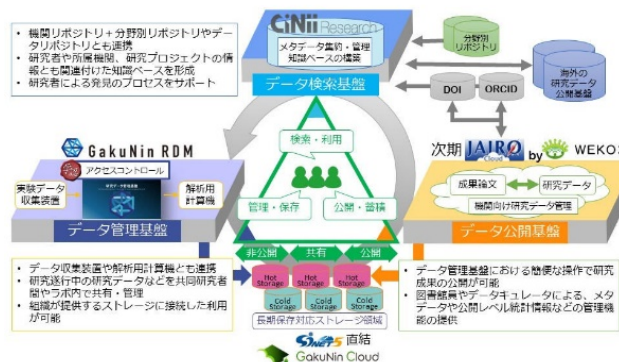 • 機関リポジトリ+分野別リポジトリやデー
タリポジトリとも連携
• 研究者や所属機関、研究プロジェクトの情
報とも関連付けた知識ベースを形成
• 研究者による発見のプロセスをサポート
CiNii Research
メタデータ集約・管理
知識ベースの構築
データ検索基盤
分野別
リポジトリ
海外の
研究データ
公開基盤
DOI
ORCID
GakuNin RDM
アクセスコントロール
実験データ
収集装置
解析用
計算機
データ管理基盤
検索・利用
管理・保存
公開・蓄積
次期 JAIRO Cloud by WEKO3
成果論文
研究データ
機関向け研究データ管理
データ公開基盤
非公開
共有
公開
Hot Storage
Hot Storage
Hot Storage
Cold Storage
Cold Storage
Cold Storage
長期保存対応ストレージ領域
SINET5 直結
GakuNin Cloud
• データ収集装置や解析用計算機とも連携
• 研究遂行中の研究データなどを共同研究者
間やラボ内で共有・管理
• 組織が提供するストレージに接続した利用
が可能
• データ管理基盤における簡便な操作で研究
成果の公開が可能
• 図書館員やデータキュレータによる、メタ
データや公開レベル統計情報などの管理機
能の提供